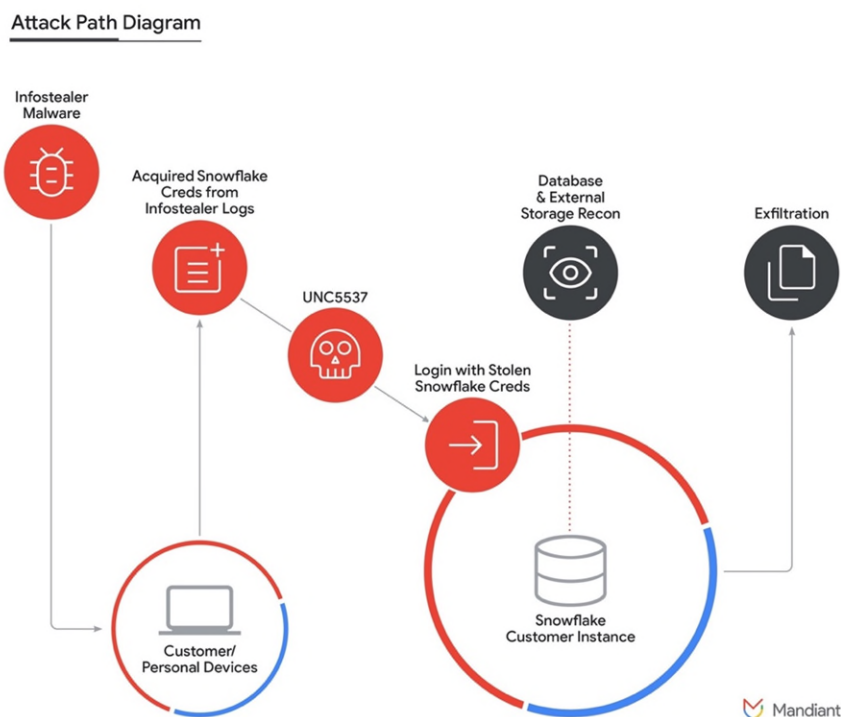 Attack Path Diagram
Infostealer
Malware
Acquired Snowflake
Creds from
Infostealer Logs
UNC5537
Login with Stolen
Snowflake Creds
Database
& External
Storage Recon
Exfiltration
Customer/
Personal Devices
Snowflake
Customer Instance
Mandiant